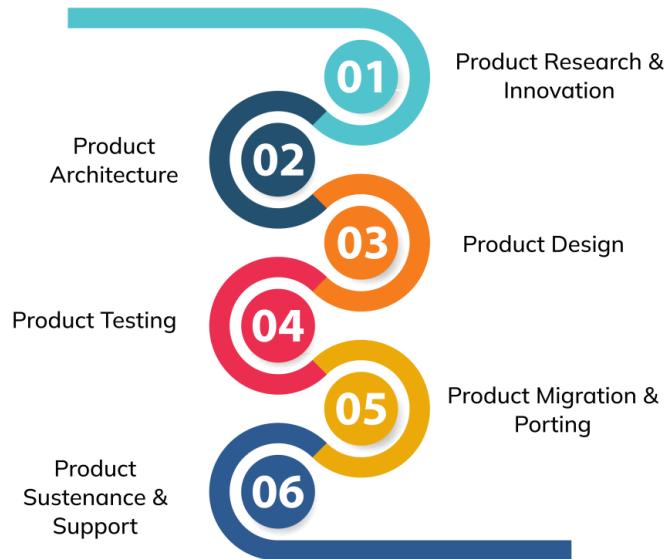 01
Product Research &
Innovation
Product
Architecture
02
03
Product Design
Product Testing
04
05
Product Migration &
Porting
Product
Sustenance &
Support
06